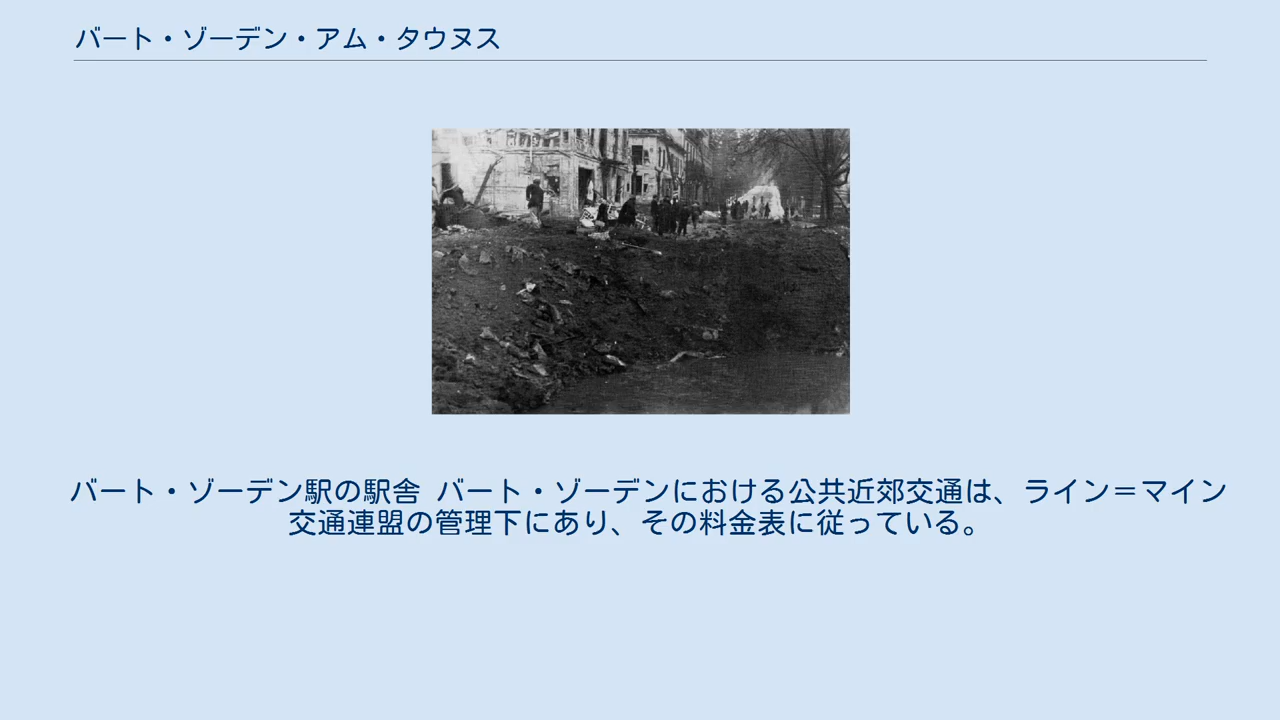 バート・ゾーデン・アム・タウヌス
バート・ゾーデン駅の駅舎 バート・ゾーデンにおける公共近郊交通は、ライン＝マイン
交通連盟の管理下にあり、その料金表に従っている。